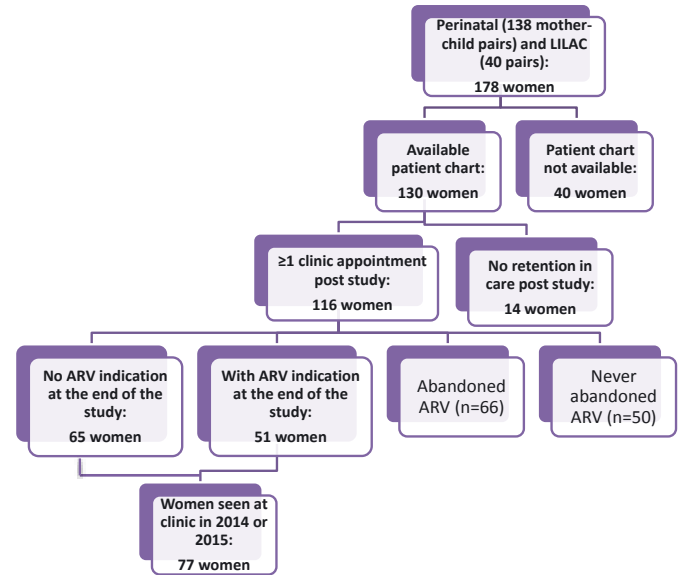 Perinatal (138 mother-
child pairs) and LILAC
(40 pairs):
178 women
Available
patient chart:
130 women
Patient chart
not available:
40 women
≥1 clinic appointment
post study:
116 women
No retention in
care post study:
14 women
No ARV indication
at the end of the
study:
65 women
With ARV indication
at the end of the
study:
51 women
Abandoned
ARV (n=66)
Never
abandoned
ARV (n=50)
Women seen at
clinic in 2014 or
2015:
77 women